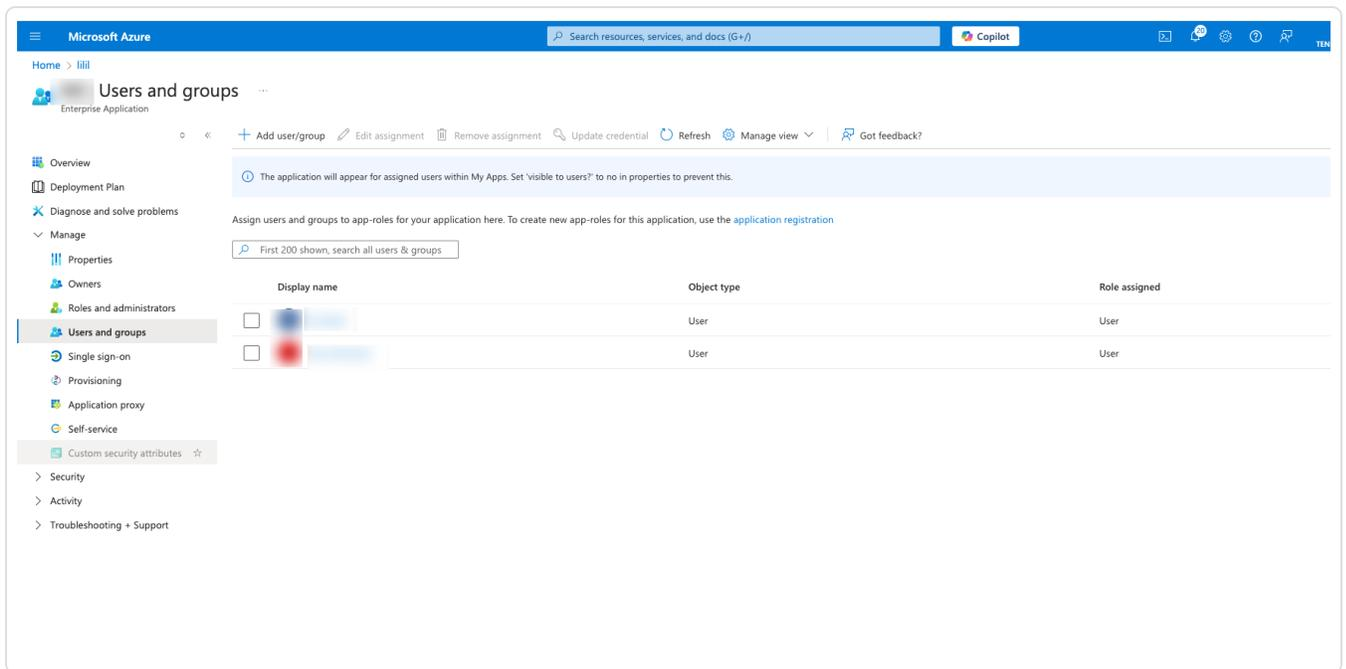 Microsoft Azure
Search resources, services, and docs (G+/)
Copilot
20
TEN
Home > lilil
Users and groups ...
Enterprise Application
Add user/group
Edit assignment
Remove assignment
Update credential
Refresh
Manage view
Got feedback?
Overview
Deployment Plan
Diagnose and solve problems
Manage
Properties
Owners
Roles and administrators
Users and groups
Single sign-on
Provisioning
Application proxy
Self-service
Custom security attributes
Security
Activity
Troubleshooting + Support
The application will appear for assigned users within My Apps. Set 'visible to users?' to no in properties to prevent this.
Assign users and groups to app-roles for your application here. To create new app-roles for this application, use the application registration
First 200 shown, search all users & groups
Display name Object type Role assigned
User User
User User